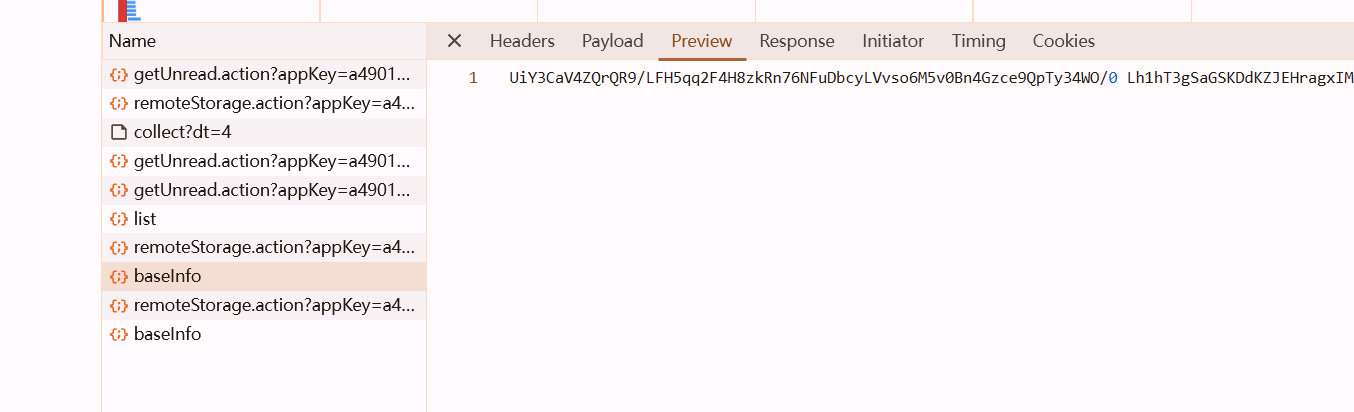 Name
Headers Payload Preview Response Initiator Timing Cookies
getUnread.action?appKey=a4901...
remoteStorage.action?appKey=a4...
collect?dt=4
getUnread.action?appKey=a4901...
getUnread.action?appKey=a4901...
list
remoteStorage.action?appKey=a4...
baseInfo
remoteStorage.action?appKey=a4...
baseInfo
1 UiY3CaV4ZQrQR9/LFH5qq2F4H8zkRn76NFuDbcyLVvso6M5v0Bn4Gzce9QpTy34WO/0 Lh1hT3gSaGSKDdKZJEHragxIM